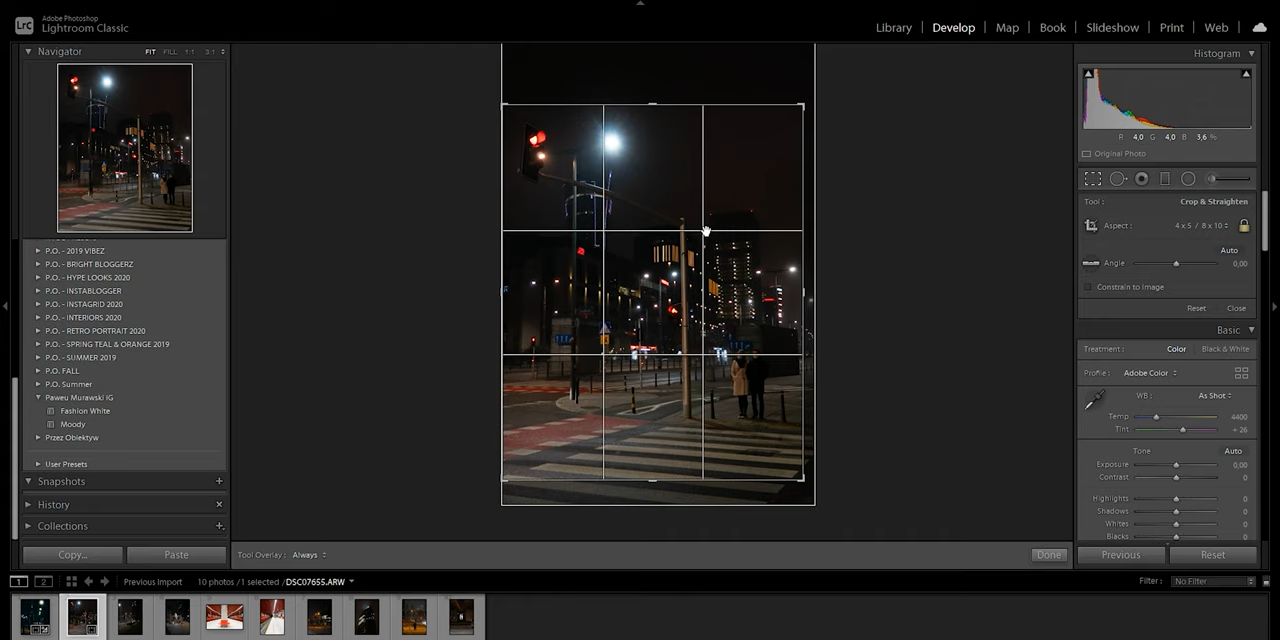 LrC
Adobe Photoshop
Lightroom Classic
Library | Develop | Map | Book | Slideshow | Print | Web
Navigator FIT FILL 1:1 3:1
P.O. - 2019 VIBEZ
P.O. - BRIGHT BLOGGERZ
P.O. - HYPE LOOKS 2020
P.O. - INSTABLOGGER
P.O. - INSTAGRID 2020
P.O. - INTERIORS 2020
P.O. - RETRO PORTRAIT 2020
P.O. - SPRING TEAL & ORANGE 2019
P.O. - SUMMER 2019
P.O. FALL
P.O. Summer
Paweu Murawski IG
Fashion White
Moody
Przez Obiektyw
User Presets
Snapshots +
History ×
Collections +
Copy... Paste
Tool Overlay : Always Done
Histogram
R 4,0 G 4,0 B 3,6 %
Original Photo
Tool : Crop & Straighten
Aspect : 4 x 5 / 8 x 10
Auto
Angle 0,00
Constrain to Image
Reset Close
Basic
Treatment : Color Black & White
Profile : Adobe Color
WB : As Shot
Temp 4400
Tint + 26
Tone Auto
Exposure 0,00
Contrast 0
Highlights 0
Shadows 0
Whites 0
Blacks 0
Previous Reset
1 2 Previous Import 10 photos / 1 selected / DSC07655.ARW Filter : No Filter